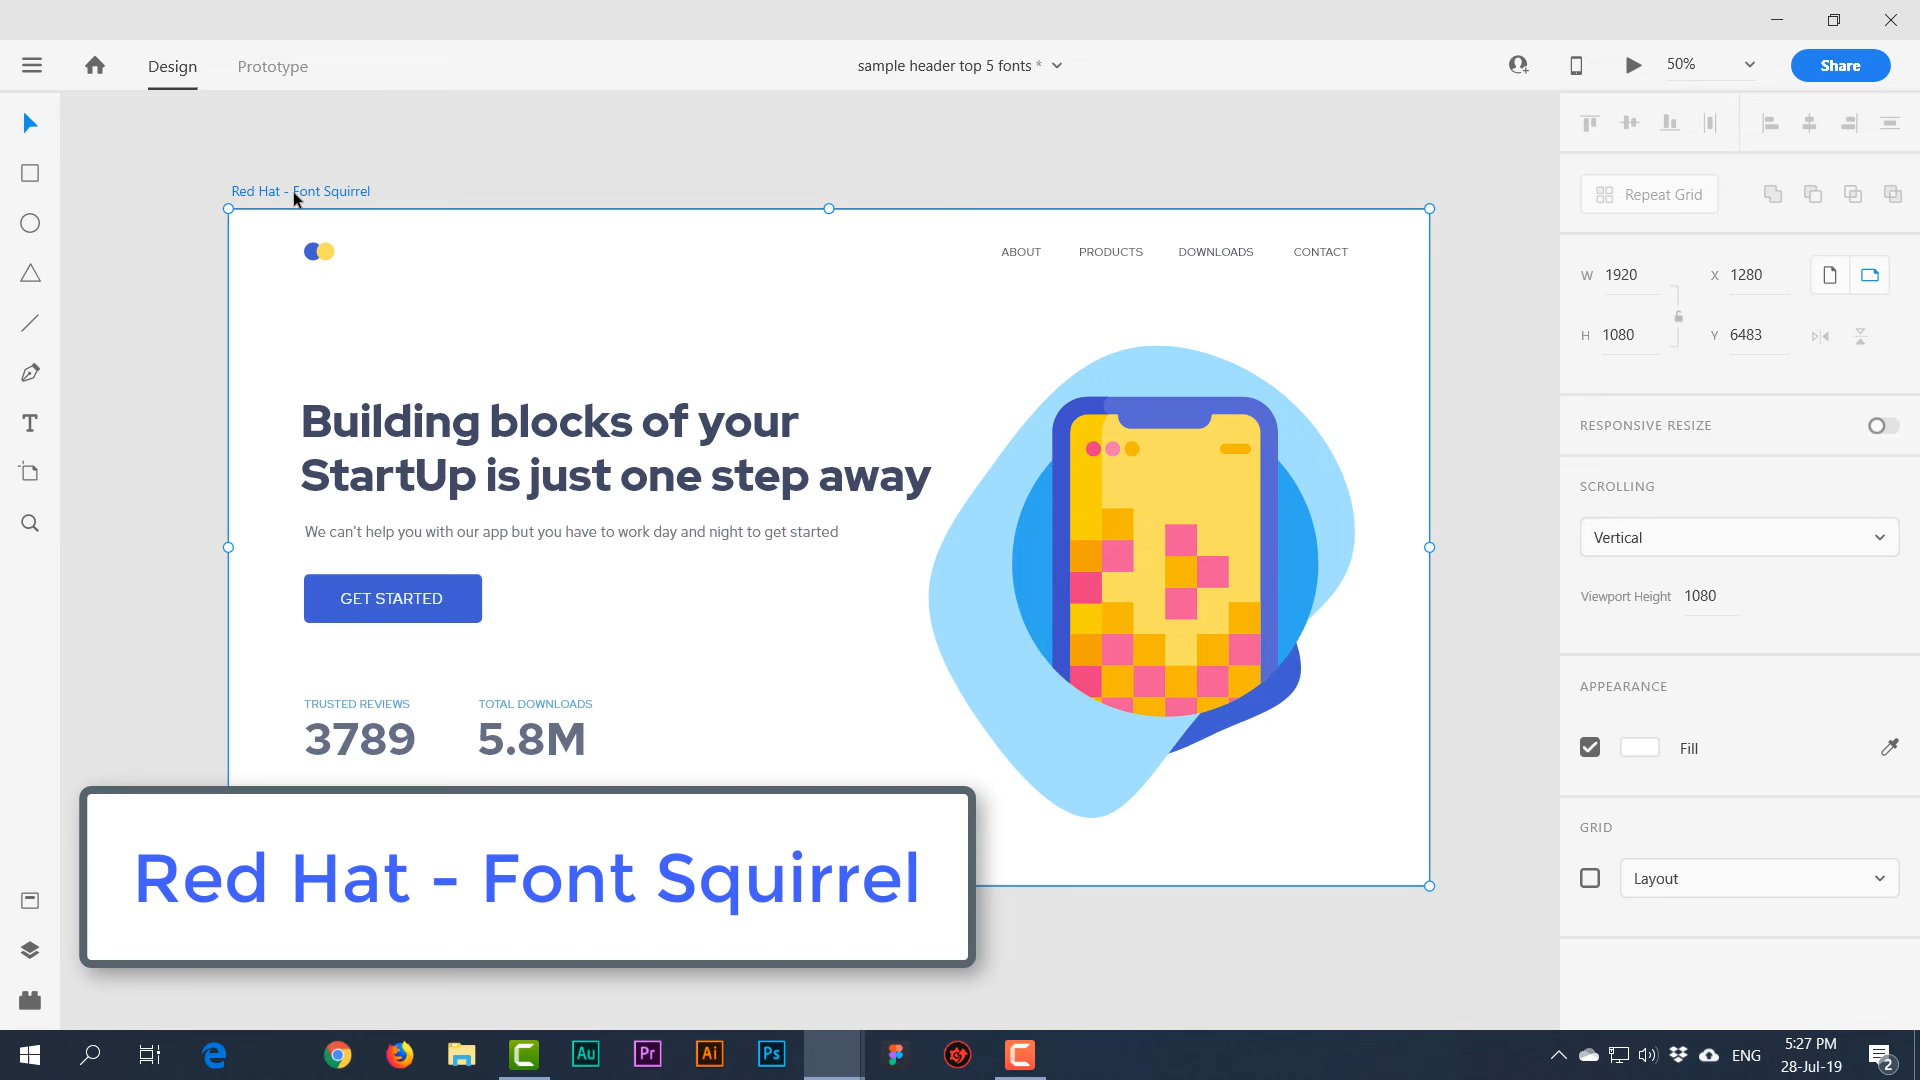 Design
Prototype
sample header top 5 fonts *
50%
Share
Red Hat - Font Squirrel
Repeat Grid
W 1920
X 1280
H 1080
Y 6483
RESPONSIVE RESIZE
SCROLLING
Vertical
Viewport Height 1080
APPEARANCE
Fill
GRID
Layout
ABOUT
PRODUCTS
DOWNLOADS
CONTACT
Building blocks of your
StartUp is just one step away
We can't help you with our app but you have to work day and night to get started
GET STARTED
TRUSTED REVIEWS
3789
TOTAL DOWNLOADS
5.8M
Red Hat - Font Squirrel
Au
Pr
Ai
Ps
ENG
5:27 PM
28-Jul-19
2